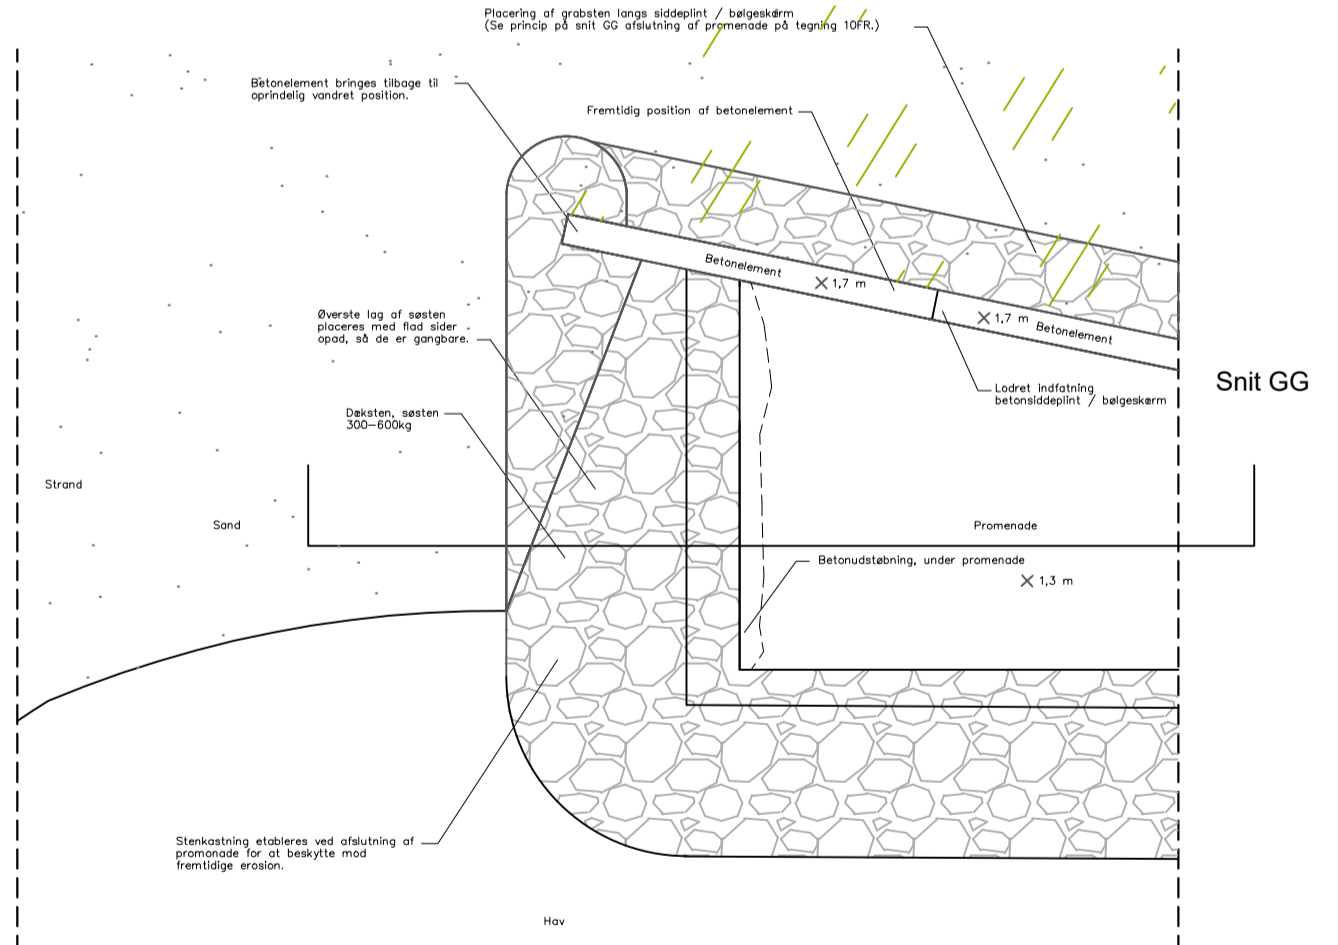 Placering af grabsten langs siddeplint / bølgeskærm
(Se princip på snit GG afslutning af promenade på tegning 10FR.)
Betonelement bringes tilbage til
oprindelig vandret position.
Fremtidig position af betonelement
Betonelement
1,7 m
1,7 m
Betonelement
Øverste lag af søsten
placeres med flad sider
opad, så de er gangbare.
Snit GG
Lodret indfatning
betonsiddeplint / bølgeskærm
Dæksten, søsten
300-600kg
Strand
Sand
Promenade
Betonudstøbning, under promenade
1,3 m
Stenkastning etableres ved afslutning af
promonade for at beskytte mod
fremtidige erosion.
Hav